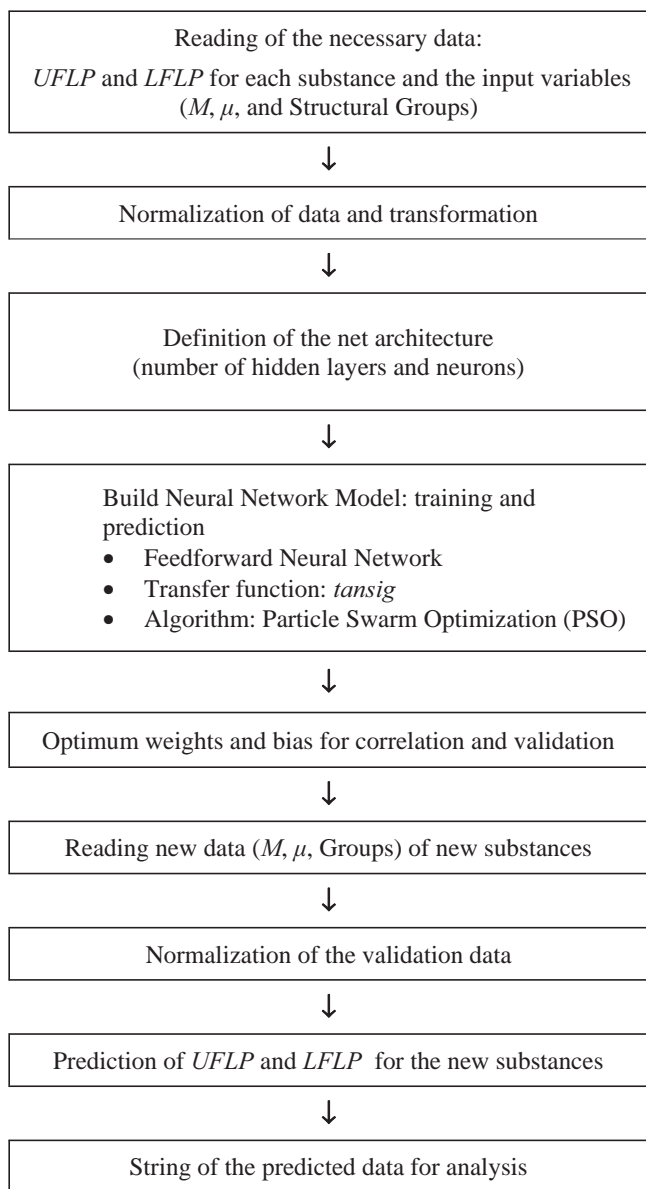 Reading of the necessary data:
UFLP and LFLP for each substance and the input variables
(M, μ, and Structural Groups)
↓
Normalization of data and transformation
↓
Definition of the net architecture
(number of hidden layers and neurons)
↓
Build Neural Network Model: training and
prediction
• Feedforward Neural Network
• Transfer function: tansig
• Algorithm: Particle Swarm Optimization (PSO)
↓
Optimum weights and bias for correlation and validation
↓
Reading new data (M, μ, Groups) of new substances
↓
Normalization of the validation data
↓
Prediction of UFLP and LFLP for the new substances
↓
String of the predicted data for analysis